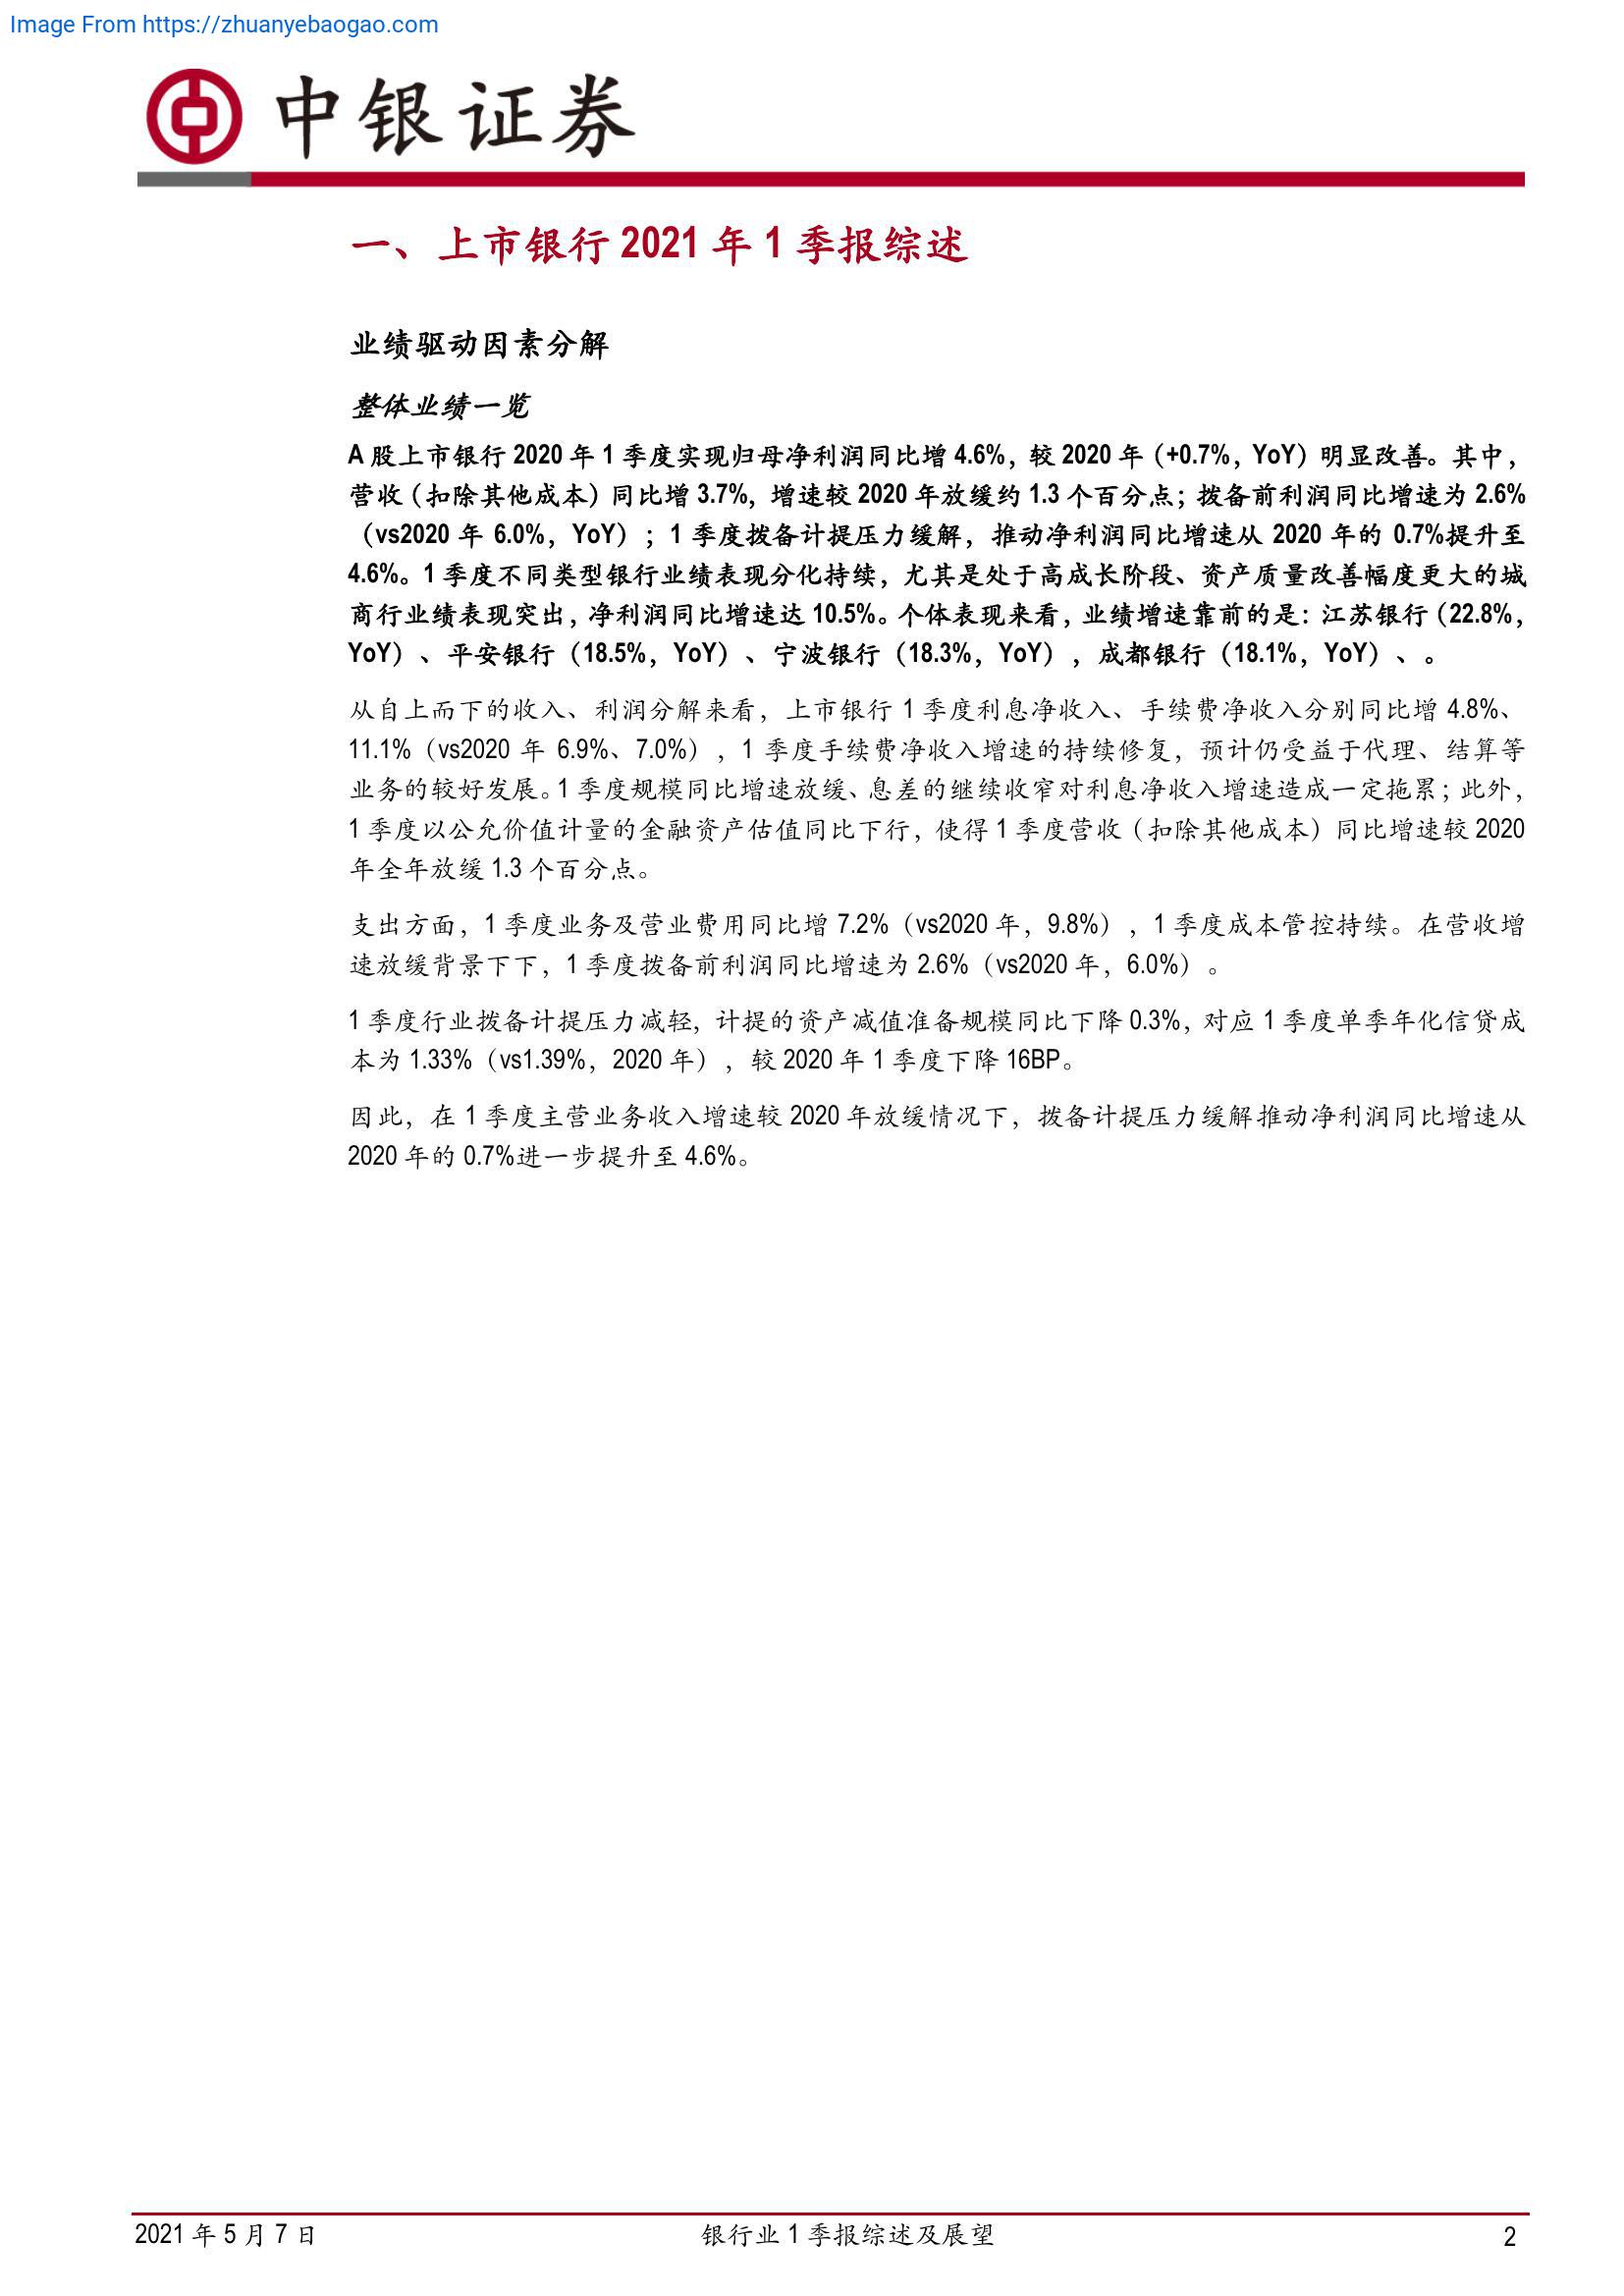 Image From https://zhuanyebaogao.com
中银证券
一、上市银行 2021 年 1 季报综述
业绩驱动因素分解
整体业绩一览
A 股上市银行 2020 年 1 季度实现归母净利润同比增 4.6%，较 2020 年（+0.7%，YoY）明显改善。其中，
营收（扣除其他成本）同比增 3.7%，增速较 2020 年放缓约 1.3 个百分点；拨备前利润同比增速为 2.6%
（vs2020 年 6.0%，YoY）；1 季度拨备计提压力缓解，推动净利润同比增速从 2020 年的 0.7%提升至
4.6%。1 季度不同类型银行业绩表现分化持续，尤其是处于高成长阶段、资产质量改善幅度更大的城
商行业绩表现突出，净利润同比增速达 10.5%。个体表现来看，业绩增速靠前的是：江苏银行（22.8%，
YoY）、平安银行（18.5%，YoY）、宁波银行（18.3%，YoY），成都银行（18.1%，YoY）、。
从自上而下的收入、利润分解来看，上市银行 1 季度利息净收入、手续费净收入分别同比增 4.8%、
11.1%（vs2020 年 6.9%、7.0%），1 季度手续费净收入增速的持续修复，预计仍受益于代理、结算等
业务的较好发展。1 季度规模同比增速放缓、息差的继续收窄对利息净收入增速造成一定拖累；此外，
1 季度以公允价值计量的金融资产估值同比下行，使得 1 季度营收（扣除其他成本）同比增速较 2020
年全年放缓 1.3 个百分点。
支出方面，1 季度业务及营业费用同比增 7.2%（vs2020 年，9.8%），1 季度成本管控持续。在营收增
速放缓背景下下，1 季度拨备前利润同比增速为 2.6%（vs2020 年，6.0%）。
1 季度行业拨备计提压力减轻，计提的资产减值准备规模同比下降 0.3%，对应 1 季度单季年化信贷成
本为 1.33%（vs1.39%，2020 年），较 2020 年 1 季度下降 16BP。
因此，在 1 季度主营业务收入增速较 2020 年放缓情况下，拨备计提压力缓解推动净利润同比增速从
2020 年的 0.7%进一步提升至 4.6%。
2021 年 5 月 7 日
银行业 1 季报综述及展望
2